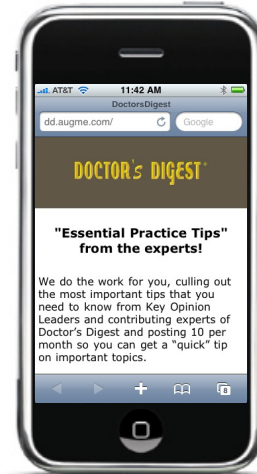 AT&T 11:42 AM
DoctorsDigest
dd.augme.com/ Google
DOCTOR's DIGEST®
"Essential Practice Tips"
from the experts!
We do the work for you, culling out
the most important tips that you
need to know from Key Opinion
Leaders and contributing experts of
Doctor's Digest and posting 10 per
month so you can get a “quick” tip
on important topics.
8